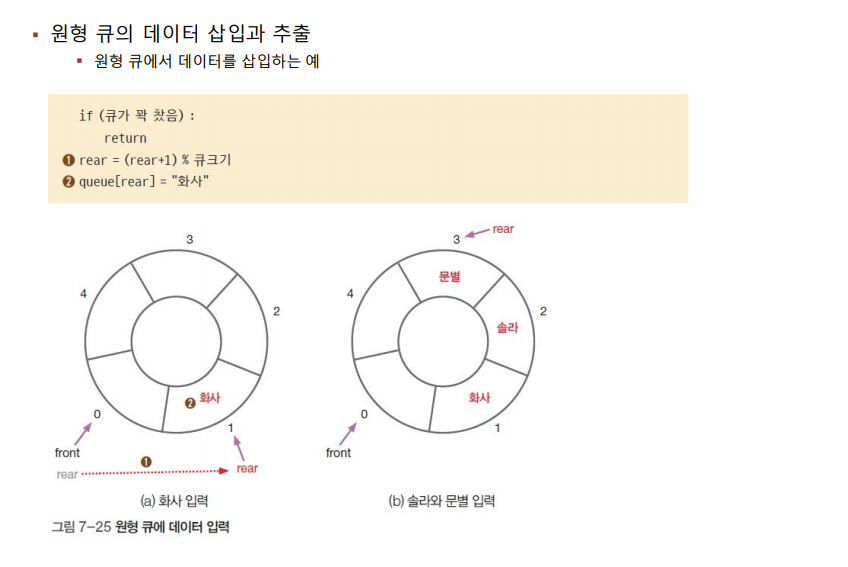 원형 큐의 데이터 삽입과 추출
원형 큐에서 데이터를 삽입하는 예
if (큐가 꽉 찼음) :
return
❶ rear = (rear+1) % 큐크기
❷ queue[rear] = "화사"
3
4
2
❷ 화사
0
1
front
❶
rear
rear
(a) 화사 입력
3
rear
문별
4
2
솔라
화사
0
1
front
(b) 솔라와 문별 입력
그림 7-25 원형 큐에 데이터 입력